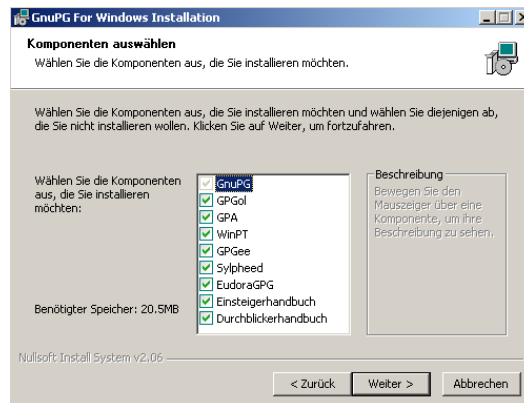 GnuPG For Windows Installation
Komponenten auswählen
Wählen Sie die Komponenten aus, die Sie installieren möchten.
Wählen Sie die Komponenten aus, die Sie installieren möchten und wählen Sie diejenigen ab,
die Sie nicht installieren wollen. Klicken Sie auf Weiter, um fortzufahren.
Wählen Sie die Komponenten
aus, die Sie installieren
möchten:
GnuPG
GPGol
GPA
WinPT
GPGee
Sylpheed
EudoraGPG
Einsteigerhandbuch
Durchblickerhandbuch
Beschreibung
Bewegen Sie den
Mauszeiger über eine
Komponente, um ihre
Beschreibung zu sehen.
Benötigter Speicher: 20.5MB
Nullsoft Install System v2.06
< Zurück
Weiter >
Abbrechen